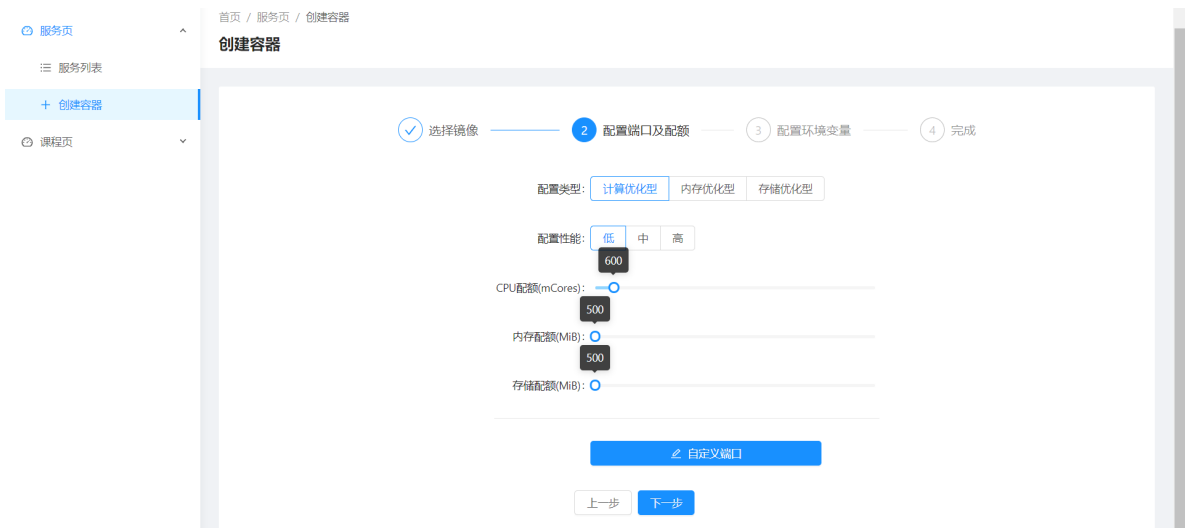 首页 / 服务页 / 创建容器
创建容器
服务页
服务列表
创建容器
课程页
选择镜像 2 配置端口及配额 3 配置环境变量 4 完成
配置类型: 计算优化型 内存优化型 存储优化型
配置性能: 低 中 高
600
CPU配额(mCores):
500
内存配额(MiB):
500
存储配额(MiB):
自定义端口
上一步 下一步